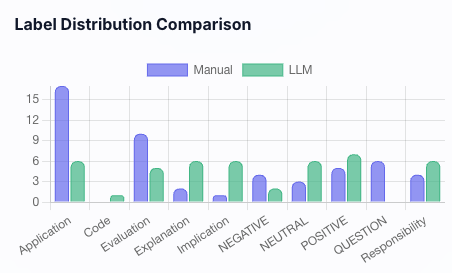 Label Distribution Comparison
Manual LLM
15
12
9
6
3
0
Application Code Evaluation Explanation Implication NEGATIVE NEUTRAL POSITIVE QUESTION Responsibility